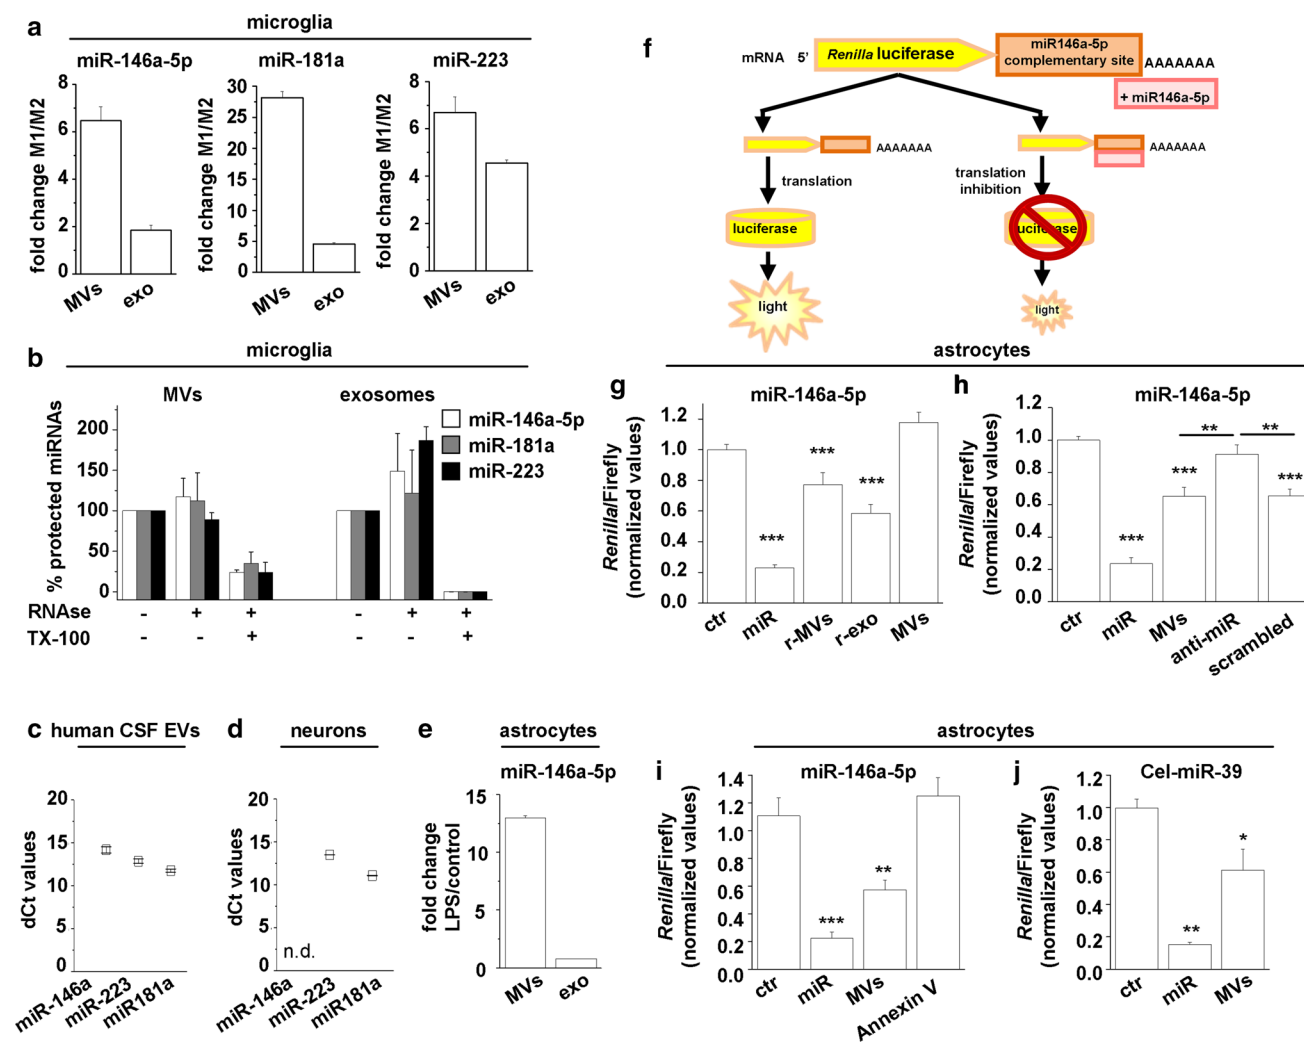 a
microglia
miR-146a-5p
fold change M1/M2
8
6
4
2
0
MVs
exo
miR-181a
fold change M1/M2
30
25
20
15
10
5
0
MVs
exo
miR-223
fold change M1/M2
8
6
4
2
0
MVs
exo
b
microglia
MVs
exosomes
miR-146a-5p
miR-181a
miR-223
% protected miRNAs
200
150
100
50
0
RNAse - + + - + +
TX-100 - - + - - +
c
human CSF EVs
dCt values
20
15
10
5
0
miR-146a
miR-223
miR181a
d
neurons
dCt values
20
15
10
5
0
n.d.
miR-146a
miR-223
miR181a
e
astrocytes
miR-146a-5p
fold change
LPS/control
15
10
5
0
MVs
exo
f
mRNA 5’ Renilla luciferase
miR146a-5p
complementary site
AAAAAAA
+ miR146a-5p
AAAAAAA
AAAAAAA
translation
translation
inhibition
luciferase
luciferase
light
light
astrocytes
g
miR-146a-5p
Renilla/Firefly
(normalized values)
1.2
1.0
0.8
0.6
0.4
0.2
0.0
***
***
***
ctr
miR
r-MVs
r-exo
MVs
h
miR-146a-5p
Renilla/Firefly
(normalized values)
1.2
1.0
0.8
0.6
0.4
0.2
0.0
**
**
***
***
***
ctr
miR
MVs
anti-miR
scrambled
astrocytes
i
miR-146a-5p
Renilla/Firefly
(normalized values)
1.4
1.2
1.0
0.8
0.6
0.4
0.2
0.0
***
**
ctr
miR
MVs
Annexin V
j
Cel-miR-39
Renilla/Firefly
(normalized values)
1.2
1.0
0.8
0.6
0.4
0.2
0.0
**
*
ctr
miR
MVs